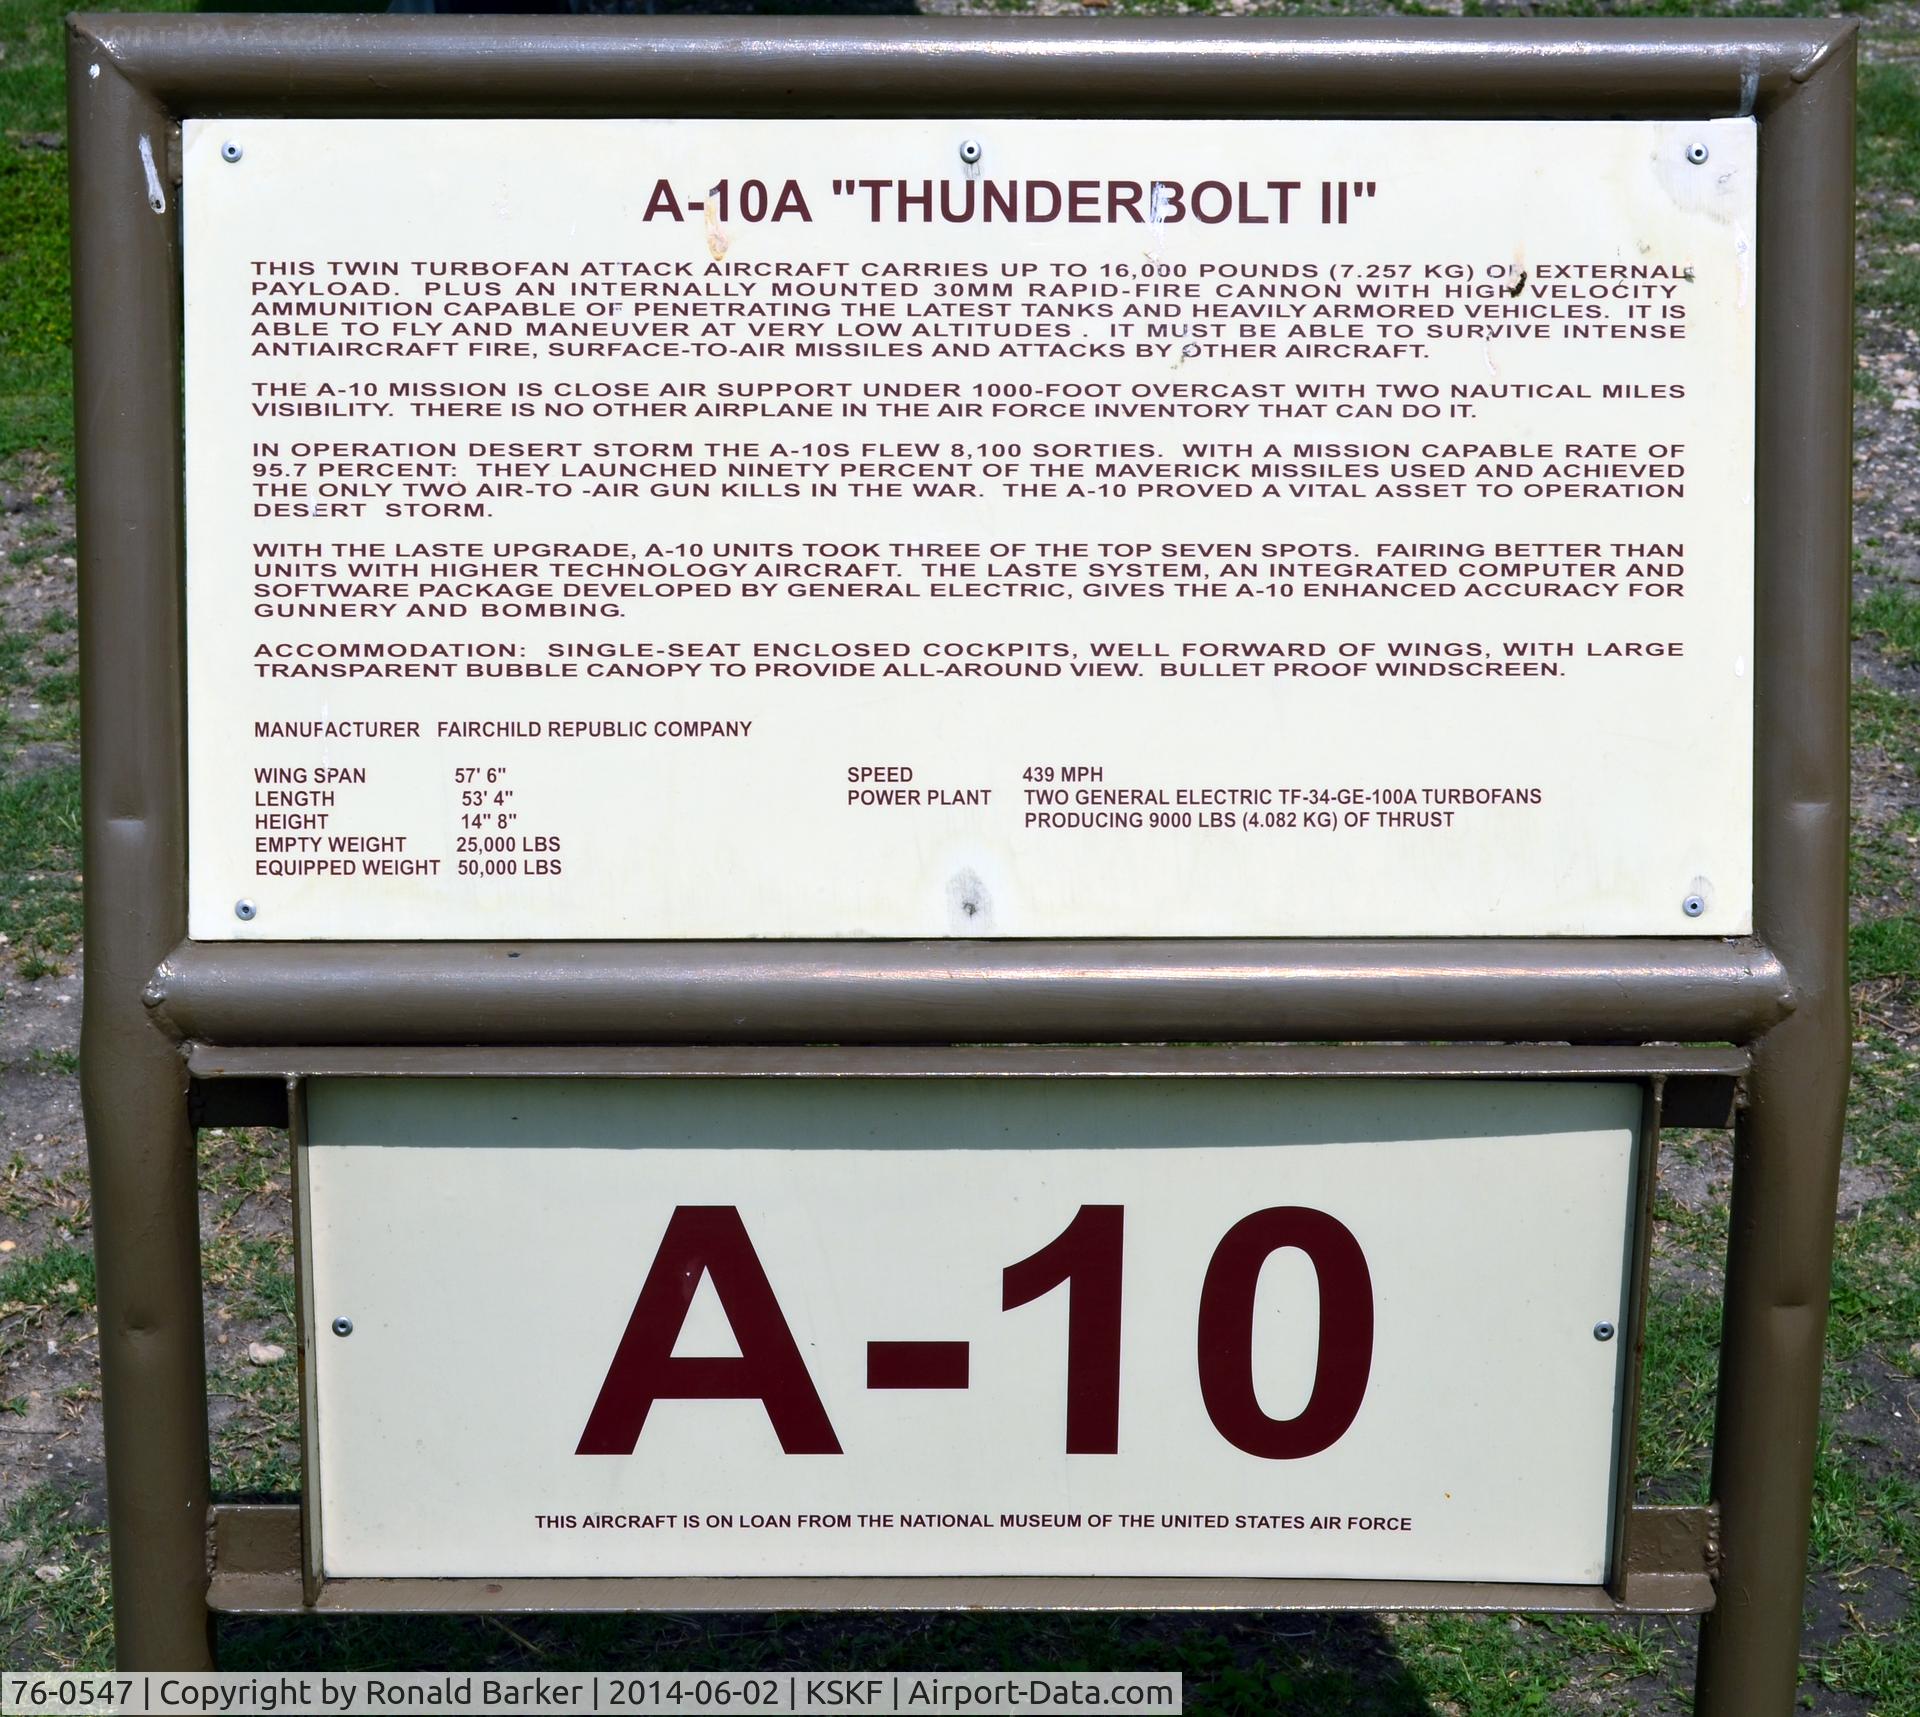 A-10A "THUNDERBOLT II"
THIS TWIN TURBOFAN ATTACK AIRCRAFT CARRIES UP TO 16,000 POUNDS (7.257 KG) OF EXTERNAL
PAYLOAD. PLUS AN INTERNALLY MOUNTED 30MM RAPID-FIRE CANNON WITH HIGH VELOCITY
AMMUNITION CAPABLE OF PENETRATING THE LATEST TANKS AND HEAVILY ARMORED VEHICLES. IT IS
ABLE TO FLY AND MANEUVER AT VERY LOW ALTITUDES . IT MUST BE ABLE TO SURVIVE INTENSE
ANTIAIRCRAFT FIRE, SURFACE-TO-AIR MISSILES AND ATTACKS BY OTHER AIRCRAFT.
THE A-10 MISSION IS CLOSE AIR SUPPORT UNDER 1000-FOOT OVERCAST WITH TWO NAUTICAL MILES
VISIBILITY. THERE IS NO OTHER AIRPLANE IN THE AIR FORCE INVENTORY THAT CAN DO IT.
IN OPERATION DESERT STORM THE A-10S FLEW 8,100 SORTIES. WITH A MISSION CAPABLE RATE OF
95.7 PERCENT: THEY LAUNCHED NINETY PERCENT OF THE MAVERICK MISSILES USED AND ACHIEVED
THE ONLY TWO AIR-TO -AIR GUN KILLS IN THE WAR. THE A-10 PROVED A VITAL ASSET TO OPERATION
DESERT STORM.
WITH THE LASTE UPGRADE, A-10 UNITS TOOK THREE OF THE TOP SEVEN SPOTS. FAIRING BETTER THAN
UNITS WITH HIGHER TECHNOLOGY AIRCRAFT. THE LASTE SYSTEM, AN INTEGRATED COMPUTER AND
SOFTWARE PACKAGE DEVELOPED BY GENERAL ELECTRIC, GIVES THE A-10 ENHANCED ACCURACY FOR
GUNNERY AND BOMBING.
ACCOMMODATION: SINGLE-SEAT ENCLOSED COCKPITS, WELL FORWARD OF WINGS, WITH LARGE
TRANSPARENT BUBBLE CANOPY TO PROVIDE ALL-AROUND VIEW. BULLET PROOF WINDSCREEN.
MANUFACTURER FAIRCHILD REPUBLIC COMPANY
WING SPAN 57' 6"
LENGTH 53' 4"
HEIGHT 14" 8"
EMPTY WEIGHT 25,000 LBS
EQUIPPED WEIGHT 50,000 LBS
SPEED 439 MPH
POWER PLANT TWO GENERAL ELECTRIC TF-34-GE-100A TURBOFANS
PRODUCING 9000 LBS (4.082 KG) OF THRUST
A-10
THIS AIRCRAFT IS ON LOAN FROM THE NATIONAL MUSEUM OF THE UNITED STATES AIR FORCE
76-0547 | Copyright by Ronald Barker | 2014-06-02 | KSKF | Airport-Data.com